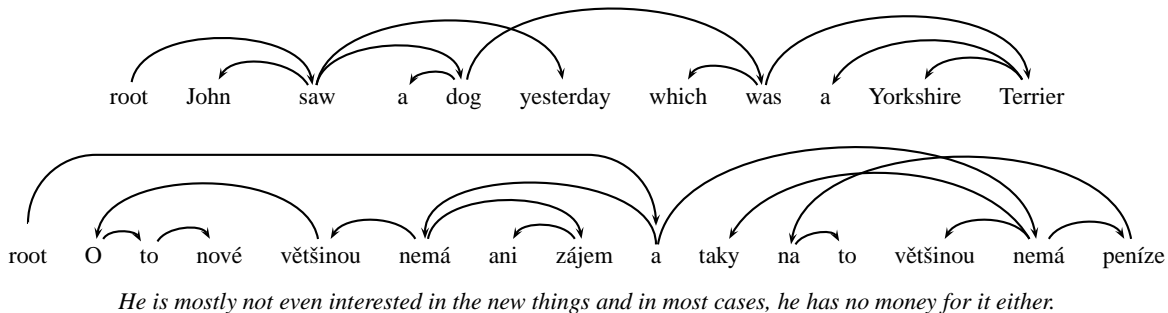 root John saw a dog yesterday which was a Yorkshire Terrier
root O to nové většinou nemá ani zájem a taky na to většinou nemá peníze
He is mostly not even interested in the new things and in most cases, he has no money for it either.